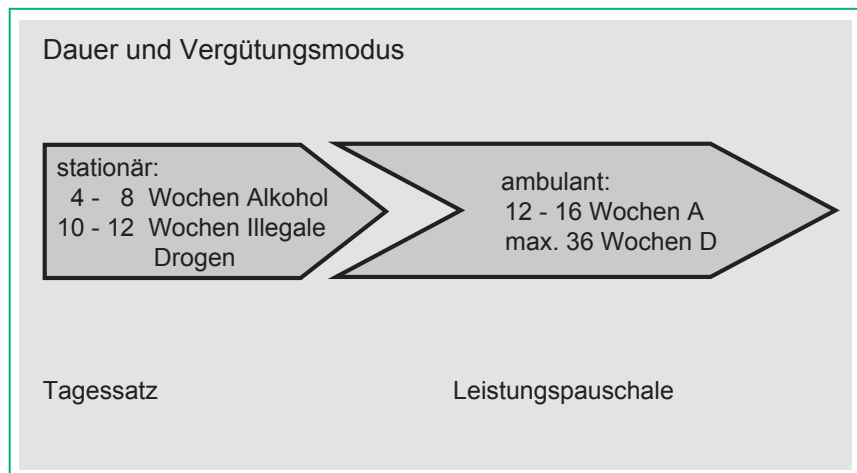 Dauer und Vergütungsmodus
stationär:
4 - 8 Wochen Alkohol
10 - 12 Wochen Illegale
Drogen
ambulant:
12 - 16 Wochen A
max. 36 Wochen D
Tagessatz
Leistungspauschale